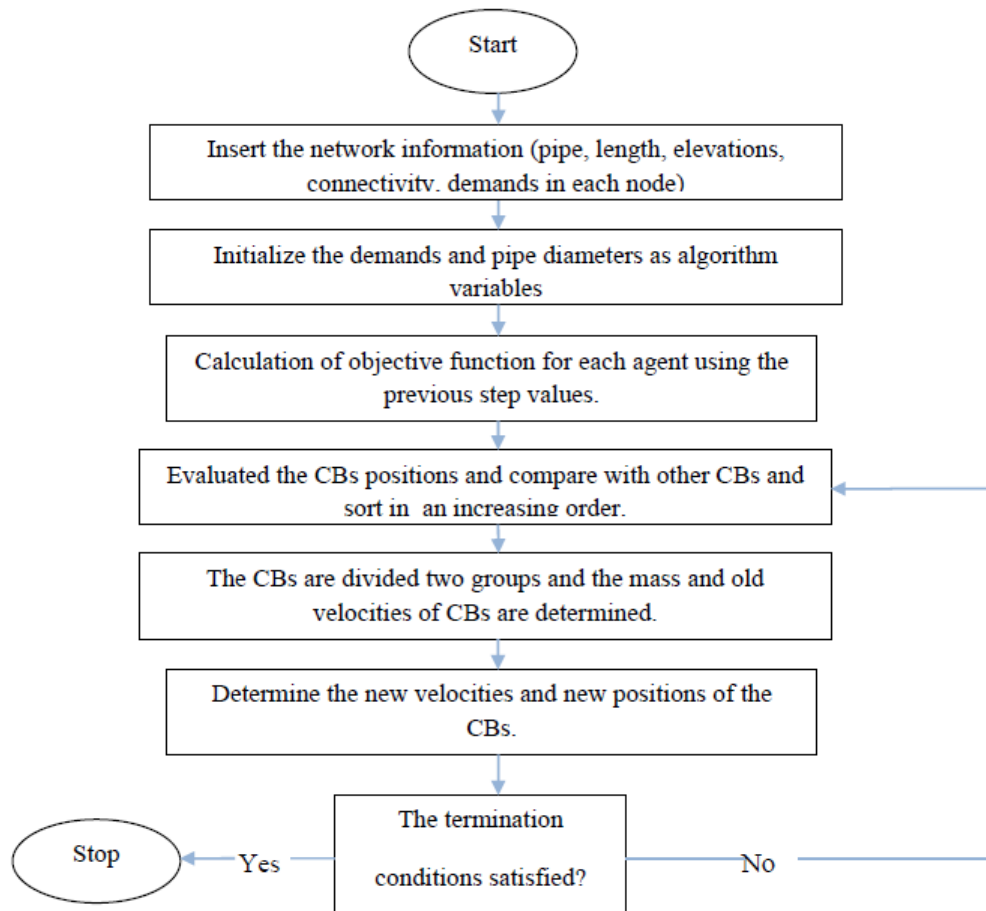 Start
Insert the network information (pipe, length, elevations,
connectivity, demands in each node)
Initialize the demands and pipe diameters as algorithm
variables
Calculation of objective function for each agent using the
previous step values.
Evaluated the CBs positions and compare with other CBs and
sort in an increasing order.
The CBs are divided two groups and the mass and old
velocities of CBs are determined.
Determine the new velocities and new positions of the
CBs.
The termination
conditions satisfied?
Stop
Yes
No